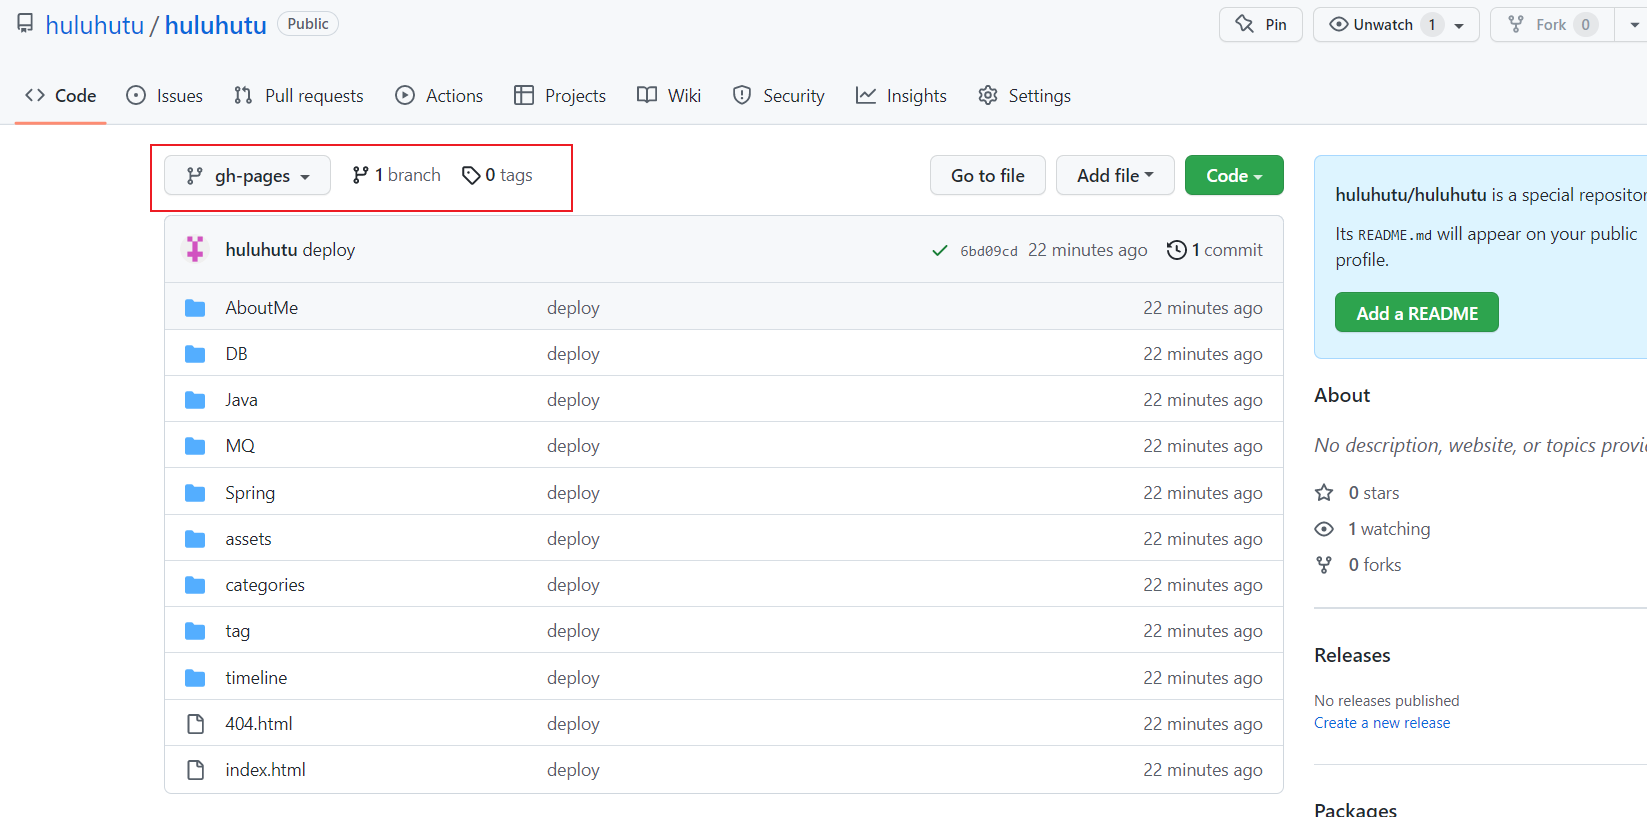 huluhutu / huluhutu Public
Pin Unwatch 1 Fork 0
Code Issues Pull requests Actions Projects Wiki Security Insights Settings
gh-pages 1 branch 0 tags Go to file Add file Code
huluhutu deploy 6bd09cd 22 minutes ago 1 commit
AboutMe deploy 22 minutes ago
DB deploy 22 minutes ago
Java deploy 22 minutes ago
MQ deploy 22 minutes ago
Spring deploy 22 minutes ago
assets deploy 22 minutes ago
categories deploy 22 minutes ago
tag deploy 22 minutes ago
timeline deploy 22 minutes ago
404.html deploy 22 minutes ago
index.html deploy 22 minutes ago
huluhutu/huluhutu is a special repositor
Its README.md will appear on your public
profile.
Add a README
About
No description, website, or topics provi
0 stars
1 watching
0 forks
Releases
No releases published
Create a new release
Packages